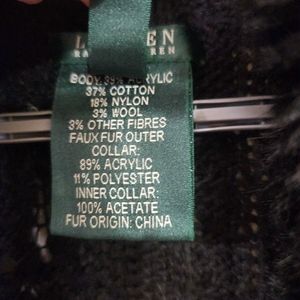 BODY 39% ACRYLIC
37% COTTON
18% NYLON
3% WOOL
3% OTHER FIBRES
FAUX FUR OUTER
COLLAR:
89% ACRYLIC
11% POLYESTER
INNER COLLAR:
100% ACETATE
FUR ORIGIN: CHINA